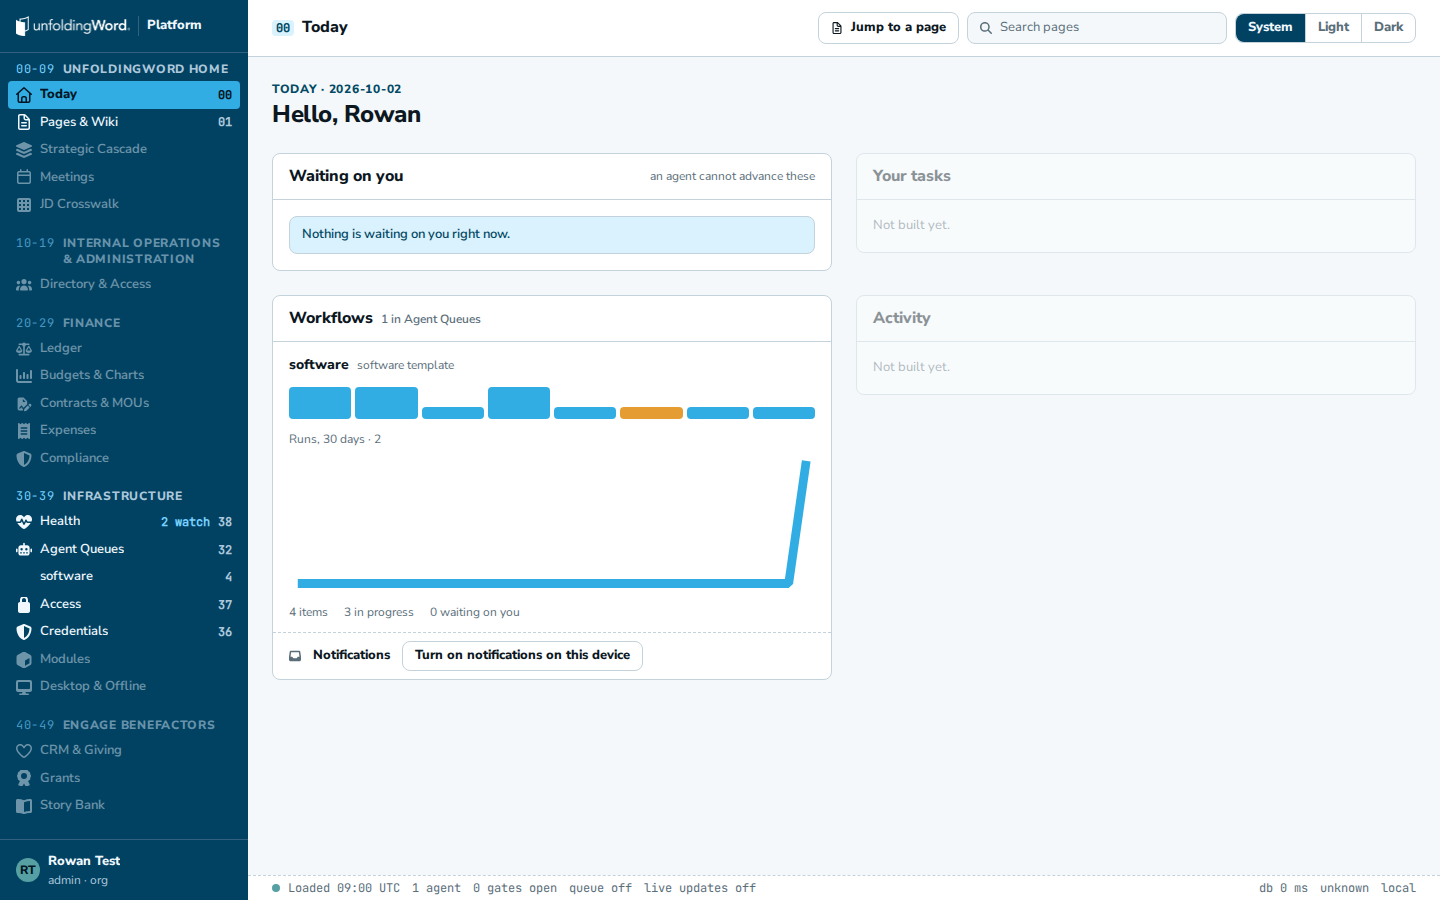 unfoldingWord Platform
00-09 UNFOLDINGWORD HOME
Today 00
Pages & Wiki 01
Strategic Cascade
Meetings
JD Crosswalk
10-19 INTERNAL OPERATIONS
& ADMINISTRATION
Directory & Access
20-29 FINANCE
Ledger
Budgets & Charts
Contracts & MOUs
Expenses
Compliance
30-39 INFRASTRUCTURE
Health 2 watch 38
Agent Queues 32
software 4
Access 37
Credentials 36
Modules
Desktop & Offline
40-49 ENGAGE BENEFACTORS
CRM & Giving
Grants
Story Bank
RT Rowan Test
admin · org
00 Today
Jump to a page
Search pages
System Light Dark
TODAY · 2026-10-02
Hello, Rowan
Waiting on you an agent cannot advance these
Nothing is waiting on you right now.
Your tasks
Not built yet.
Workflows 1 in Agent Queues
software software template
Runs, 30 days · 2
4 items 3 in progress 0 waiting on you
Notifications Turn on notifications on this device
Activity
Not built yet.
Loaded 09:00 UTC 1 agent 0 gates open queue off live updates off
db 0 ms unknown local